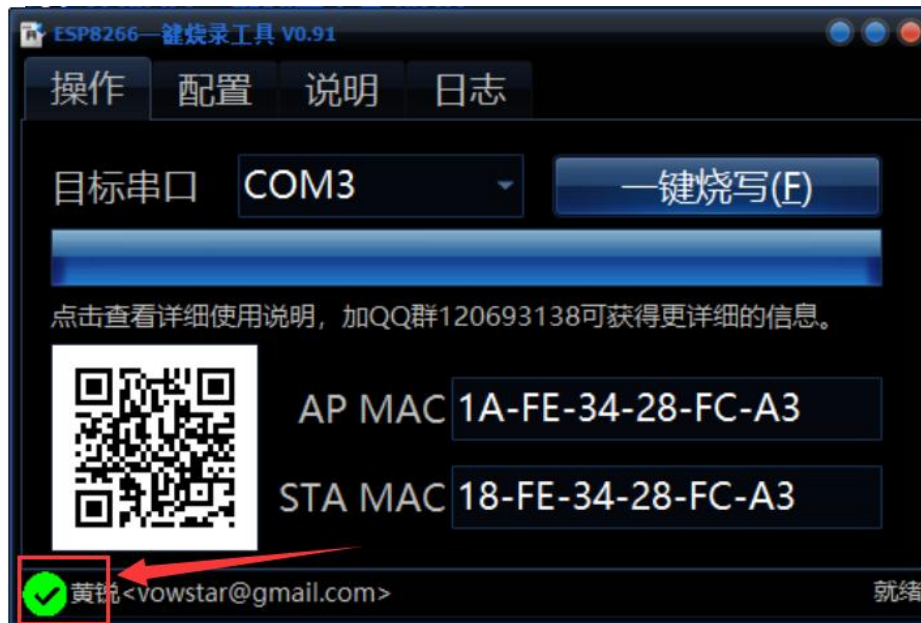 ESP8266一键烧录工具 V0.91
操作 配置 说明 日志
目标串口 COM3 一键烧写(F)
点击查看详细使用说明，加QQ群120693138可获得更详细的信息。
AP MAC 1A-FE-34-28-FC-A3
STA MAC 18-FE-34-28-FC-A3
黄锐<vowstar@gmail.com> 就绪